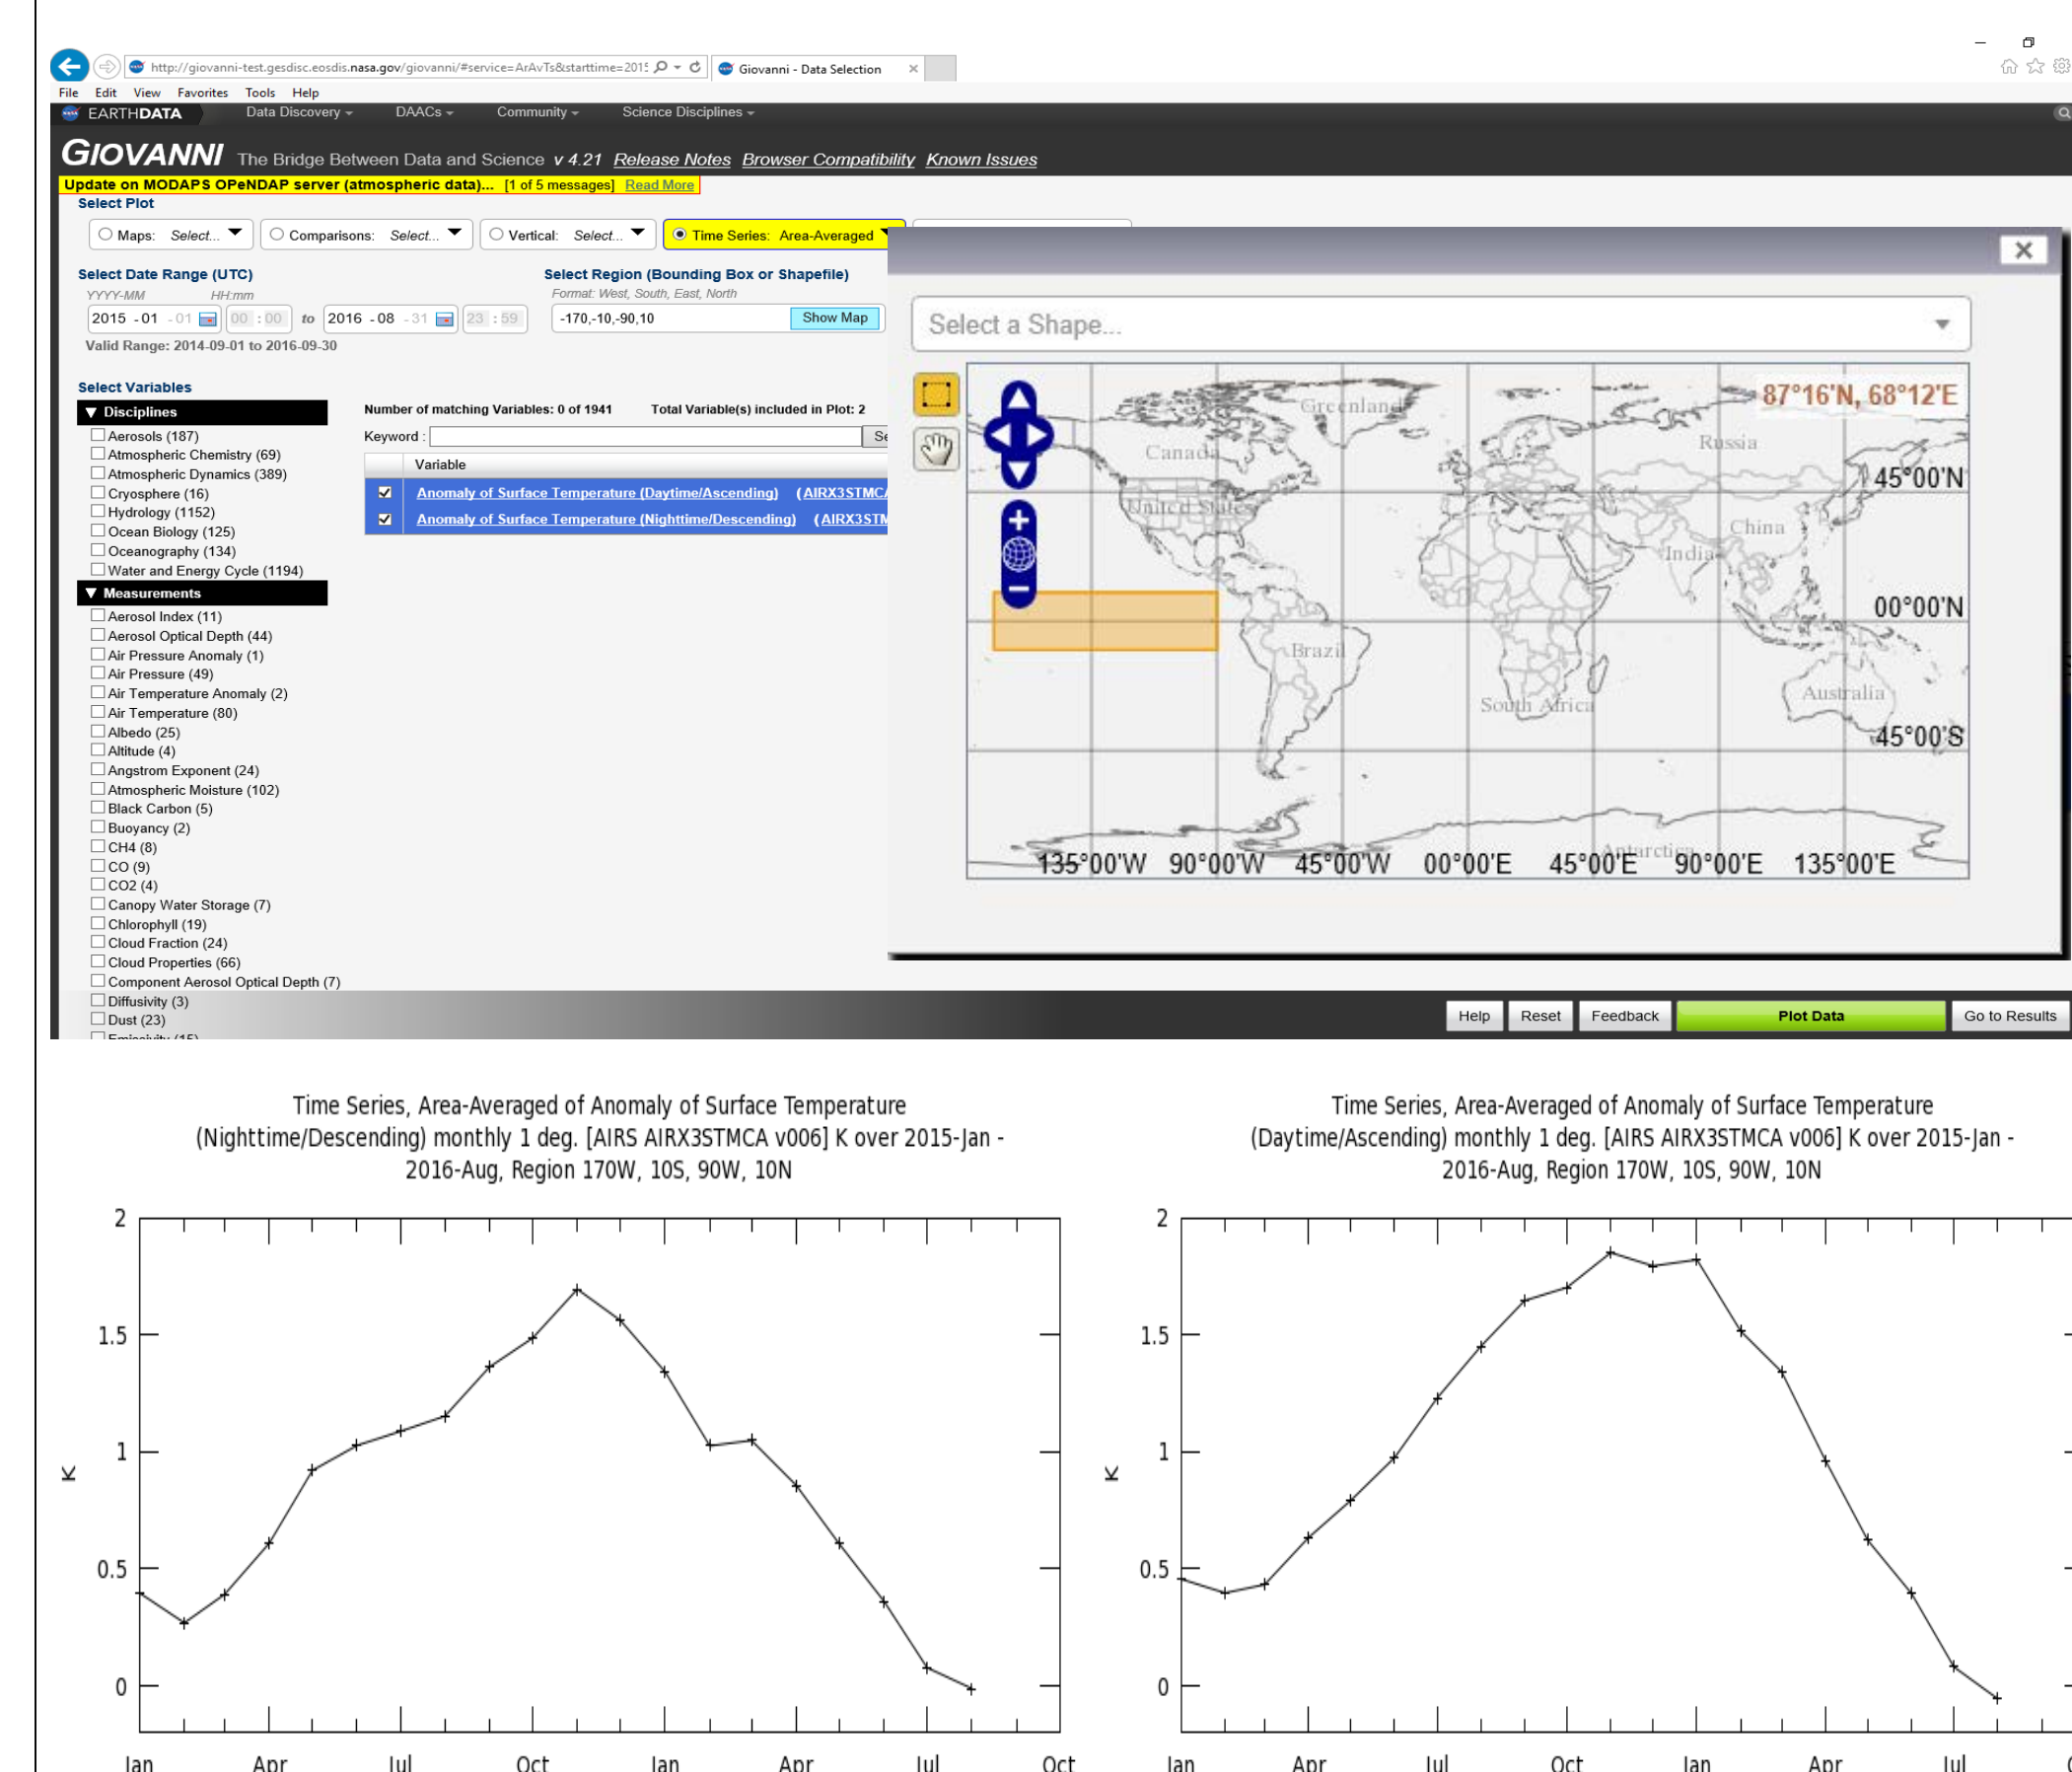 http://giovanni-test.gesdisc.eosdis.nasa.gov/giovanni/#service=ArAvTs&starttime=2015
Giovanni - Data Selection
File Edit View Favorites Tools Help
EARTHDATA Data Discovery DAACs Community Science Disciplines
GIOVANNI The Bridge Between Data and Science v 4.21 Release Notes Browser Compatibility Known Issues
Update on MODAPS OPeNDAP server (atmospheric data)... [1 of 5 messages] Read More
Select Plot
Maps: Select... Comparisons: Select... Vertical: Select... Time Series: Area-Averaged
Select Date Range (UTC) Select Region (Bounding Box or Shapefile)
YYYY-MM HH:mm Format: West, South, East, North
2015 - 01 - 01 00 : 00 to 2016 - 08 - 31 23 : 59 -170,-10,-90,10 Show Map
Valid Range: 2014-09-01 to 2016-09-30
Select Variables
Disciplines
Aerosols (187)
Atmospheric Chemistry (69)
Atmospheric Dynamics (389)
Cryosphere (16)
Hydrology (1152)
Ocean Biology (125)
Oceanography (134)
Water and Energy Cycle (1194)
Measurements
Aerosol Index (11)
Aerosol Optical Depth (44)
Air Pressure Anomaly (1)
Air Pressure (49)
Air Temperature Anomaly (2)
Air Temperature (80)
Albedo (25)
Altitude (4)
Angstrom Exponent (24)
Atmospheric Moisture (102)
Black Carbon (5)
Buoyancy (2)
CH4 (8)
CO (9)
CO2 (4)
Canopy Water Storage (7)
Chlorophyll (19)
Cloud Fraction (24)
Cloud Properties (66)
Component Aerosol Optical Depth (7)
Diffusivity (3)
Dust (23)
Emissivity (15)
Number of matching Variables: 0 of 1941 Total Variable(s) included in Plot: 2
Keyword : Se
Variable
Anomaly of Surface Temperature (Daytime/Ascending) (AIRX3STMCA
Anomaly of Surface Temperature (Nighttime/Descending) (AIRX3STM
Select a Shape...
87°16'N, 68°12'E
Greenland
Canada
Russia
45°00'N
United States
China
India
00°00'N
Brazil
Australia
South Africa
45°00'S
Antarctica
135°00'W 90°00'W 45°00'W 00°00'E 45°00'E 90°00'E 135°00'E
Help Reset Feedback Plot Data Go to Results
Time Series, Area-Averaged of Anomaly of Surface Temperature
(Nighttime/Descending) monthly 1 deg. [AIRS AIRX3STMCA v006] K over 2015-Jan -
2016-Aug, Region 170W, 10S, 90W, 10N
2
1.5
1
K
0.5
0
Jan Apr Jul Oct Jan Apr Jul Oct
Time Series, Area-Averaged of Anomaly of Surface Temperature
(Daytime/Ascending) monthly 1 deg. [AIRS AIRX3STMCA v006] K over 2015-Jan -
2016-Aug, Region 170W, 10S, 90W, 10N
2
1.5
1
K
0.5
0
Jan Apr Jul Oct Jan Apr Jul